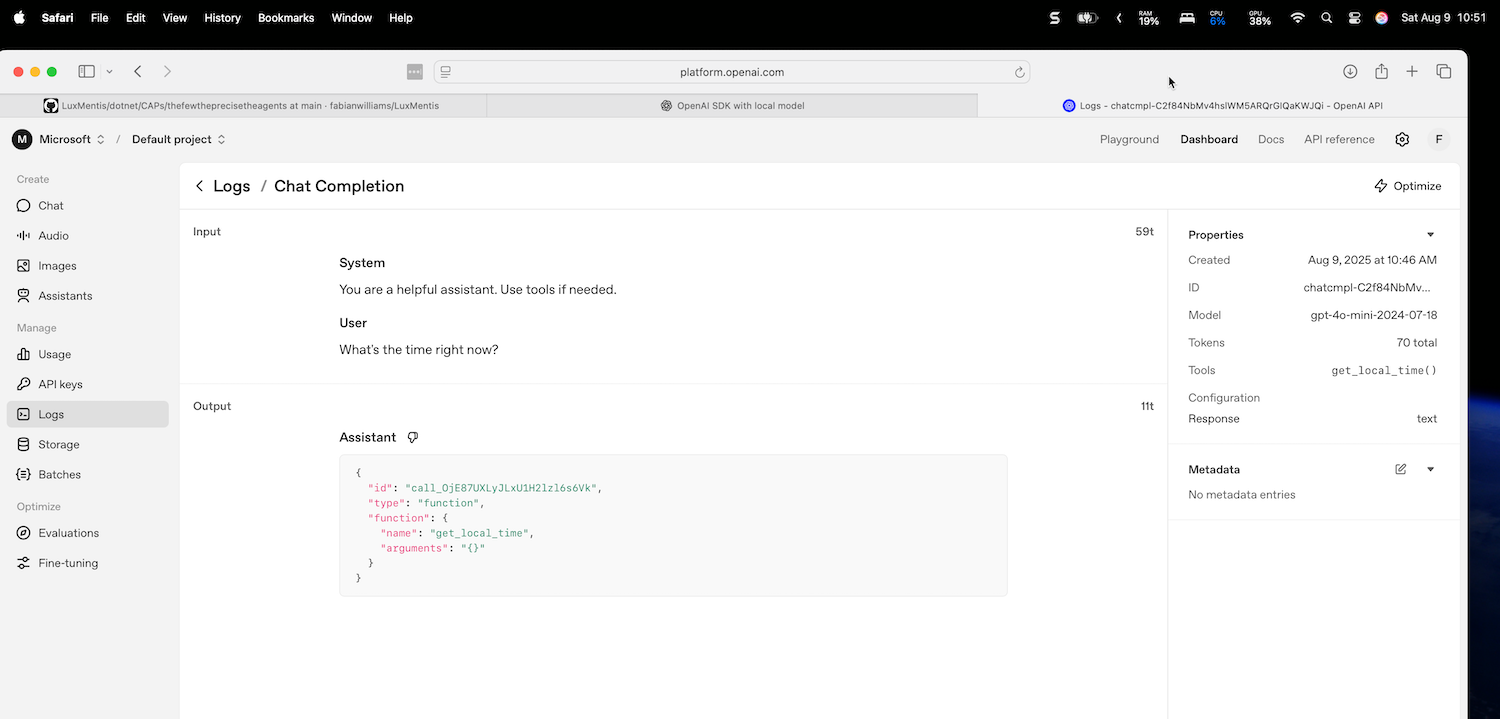 Safari File Edit View History Bookmarks Window Help
RAM 19% CPU 6% GPU 38% Sat Aug 9 10:51
platform.openai.com
LuxMentis/dotnet/CAPs/thefewtheprecisetheagents at main · fabianwilliams/LuxMentis
OpenAI SDK with local model
Logs - chatcmpl-C2f84NbMv4hslWM5ARQrGlQaKWJQi - OpenAI API
M Microsoft / Default project
Playground Dashboard Docs API reference F
Create
Chat
Audio
Images
Assistants
Manage
Usage
API keys
Logs
Storage
Batches
Optimize
Evaluations
Fine-tuning
Logs / Chat Completion
Optimize
Input 59t
System
You are a helpful assistant. Use tools if needed.
User
What's the time right now?
Output 11t
Assistant
{
"id": "call_OjE87UXLyJLxU1H2lzl6s6Vk",
"type": "function",
"function": {
"name": "get_local_time",
"arguments": "{}"
}
}
Properties
Created Aug 9, 2025 at 10:46 AM
ID chatcmpl-C2f84NbMv...
Model gpt-4o-mini-2024-07-18
Tokens 70 total
Tools get_local_time()
Configuration
Response text
Metadata
No metadata entries